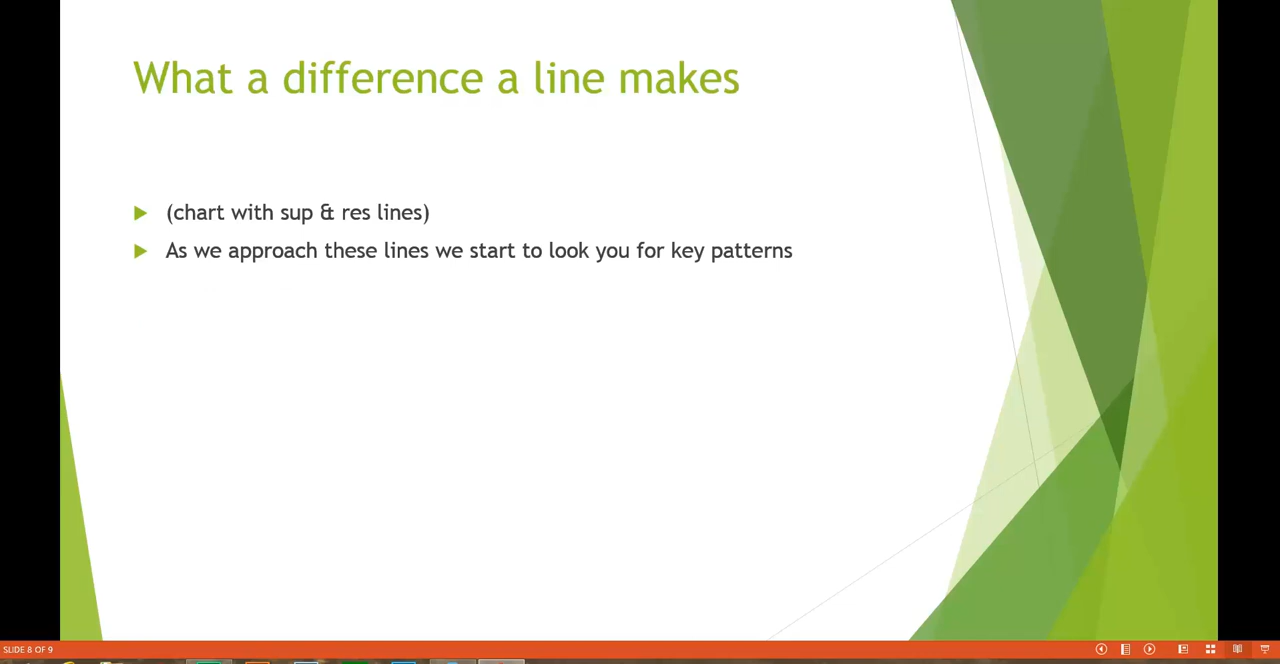 What a difference a line makes
(chart with sup & res lines)
As we approach these lines we start to look you for key patterns
SLIDE 8 OF 9